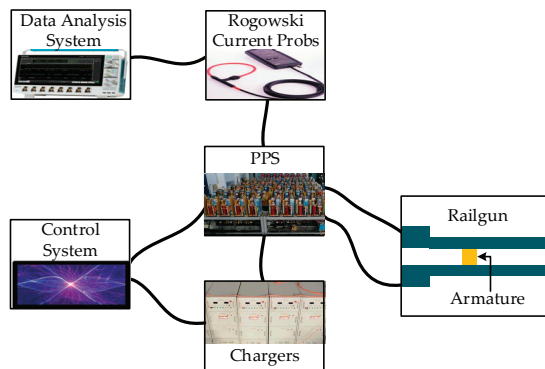 Data Analysis
System
Rogowski
Current Probs
PPS
Control
System
Chargers
Railgun
Armature